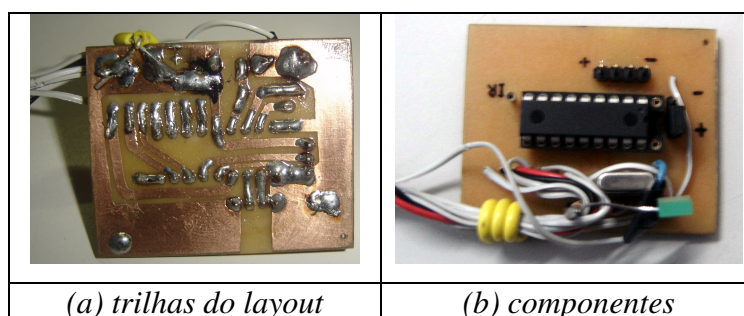 + -
IR
-
+
(a) trilhas do layout
(b) componentes